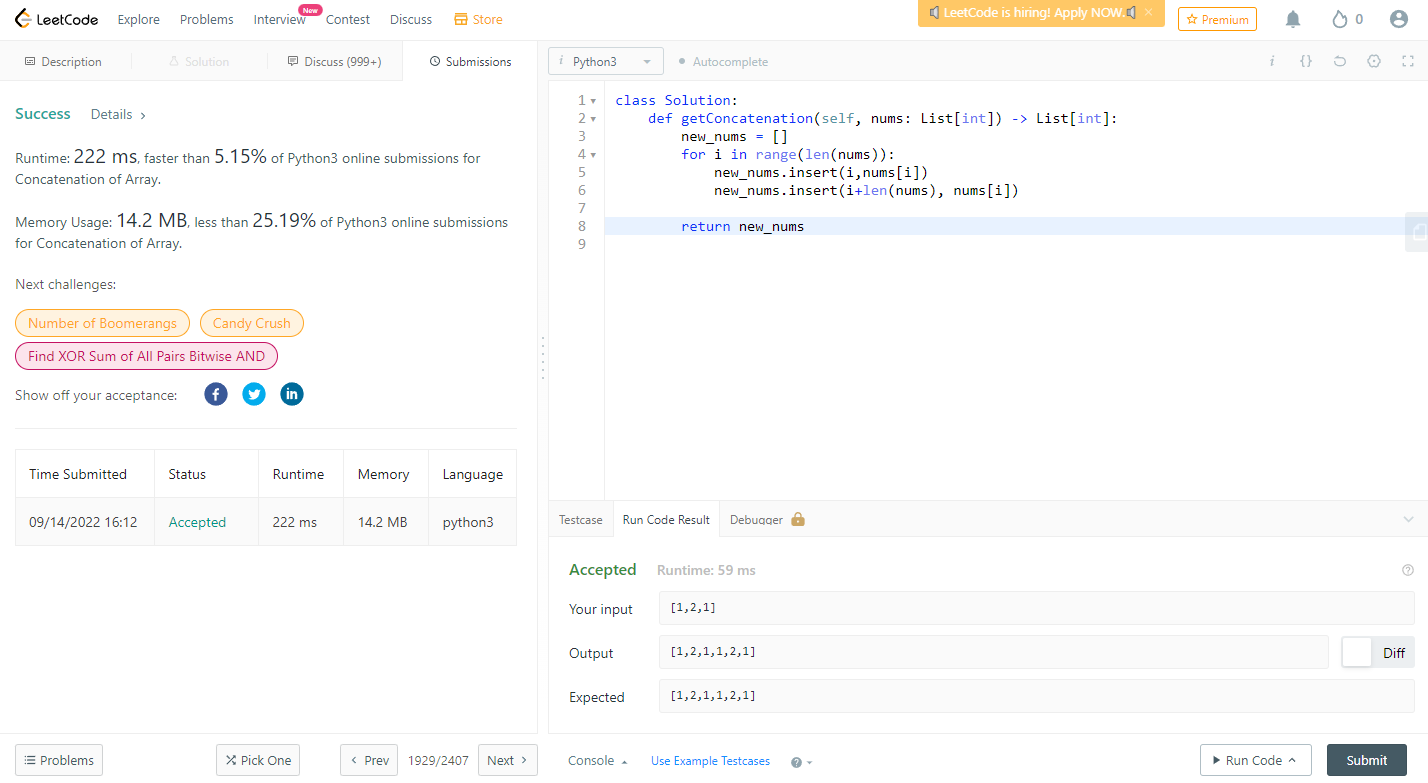 LeetCode
Explore
Problems
Interview
New
Contest
Discuss
Store
LeetCode is hiring! Apply NOW.
×
Premium
0
Description
Solution
Discuss (999+)
Submissions
i Python3
Autocomplete
i
{}
Success
Details >
Runtime: 222 ms, faster than 5.15% of Python3 online submissions for
Concatenation of Array.
Memory Usage: 14.2 MB, less than 25.19% of Python3 online submissions
for Concatenation of Array.
Next challenges:
Number of Boomerangs
Candy Crush
Find XOR Sum of All Pairs Bitwise AND
Show off your acceptance:
f
in
Time Submitted Status Runtime Memory Language
09/14/2022 16:12 Accepted 222 ms 14.2 MB python3
1 class Solution:
2     def getConcatenation(self, nums: List[int]) -> List[int]:
3         new_nums = []
4         for i in range(len(nums)):
5             new_nums.insert(i,nums[i])
6             new_nums.insert(i+len(nums), nums[i])
7
8         return new_nums
9
Testcase
Run Code Result
Debugger
Accepted
Runtime: 59 ms
?
Your input
[1,2,1]
Output
[1,2,1,1,2,1]
Diff
Expected
[1,2,1,1,2,1]
Problems
Pick One
< Prev
1929/2407
Next >
Console
Use Example Testcases
?
Run Code
Submit